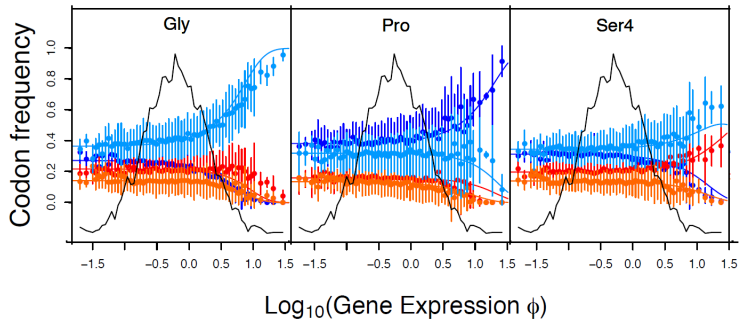 Gly Pro Ser4
Codon frequency
1.0
0.8
0.6
0.4
0.2
0.0
−1.5 −0.5 0.0 0.5 1.0 1.5 −1.5 −0.5 0.0 0.5 1.0 1.5 −1.5 −0.5 0.0 0.5 1.0 1.5
Log10(Gene Expression ϕ)